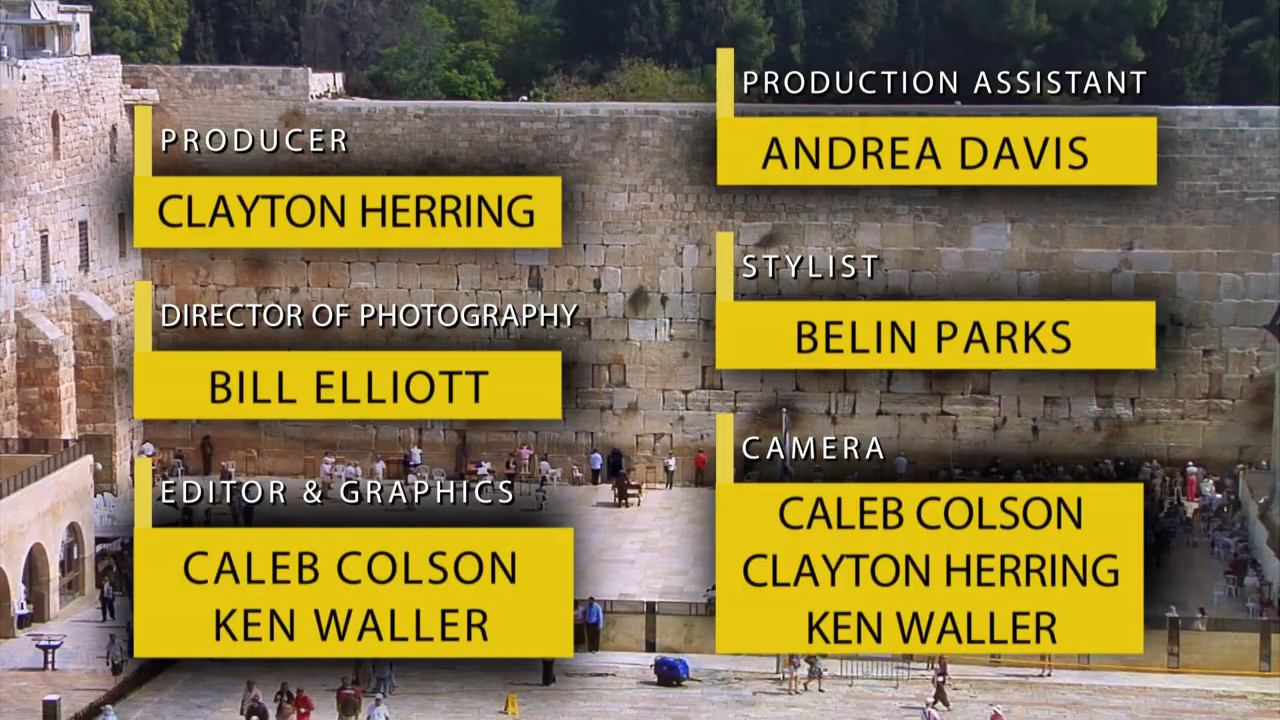 PRODUCER
CLAYTON HERRING
DIRECTOR OF PHOTOGRAPHY
BILL ELLIOTT
EDITOR & GRAPHICS
CALEB COLSON
KEN WALLER
PRODUCTION ASSISTANT
ANDREA DAVIS
STYLIST
BELIN PARKS
CAMERA
CALEB COLSON
CLAYTON HERRING
KEN WALLER